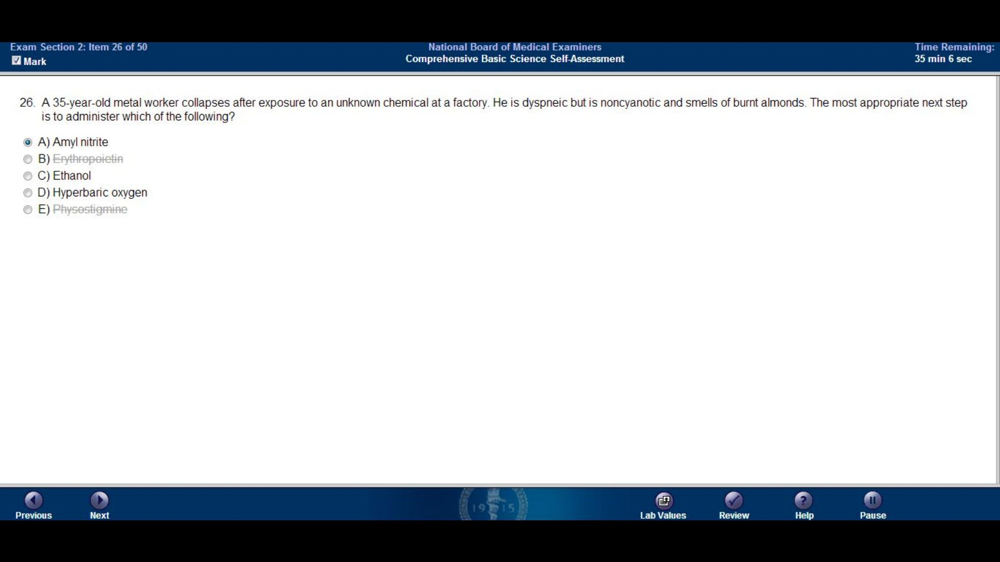 Exam Section 2: Item 26 of 50
Mark
National Board of Medical Examiners
Comprehensive Basic Science Self-Assessment
Time Remaining:
35 min 6 sec
26. A 35-year-old metal worker collapses after exposure to an unknown chemical at a factory. He is dyspneic but is noncyanotic and smells of burnt almonds. The most appropriate next step
is to administer which of the following?
A) Amyl nitrite
B) Erythropoietin
C) Ethanol
D) Hyperbaric oxygen
E) Physostigmine
1915
Previous
Next
Lab Values
Review
Help
Pause